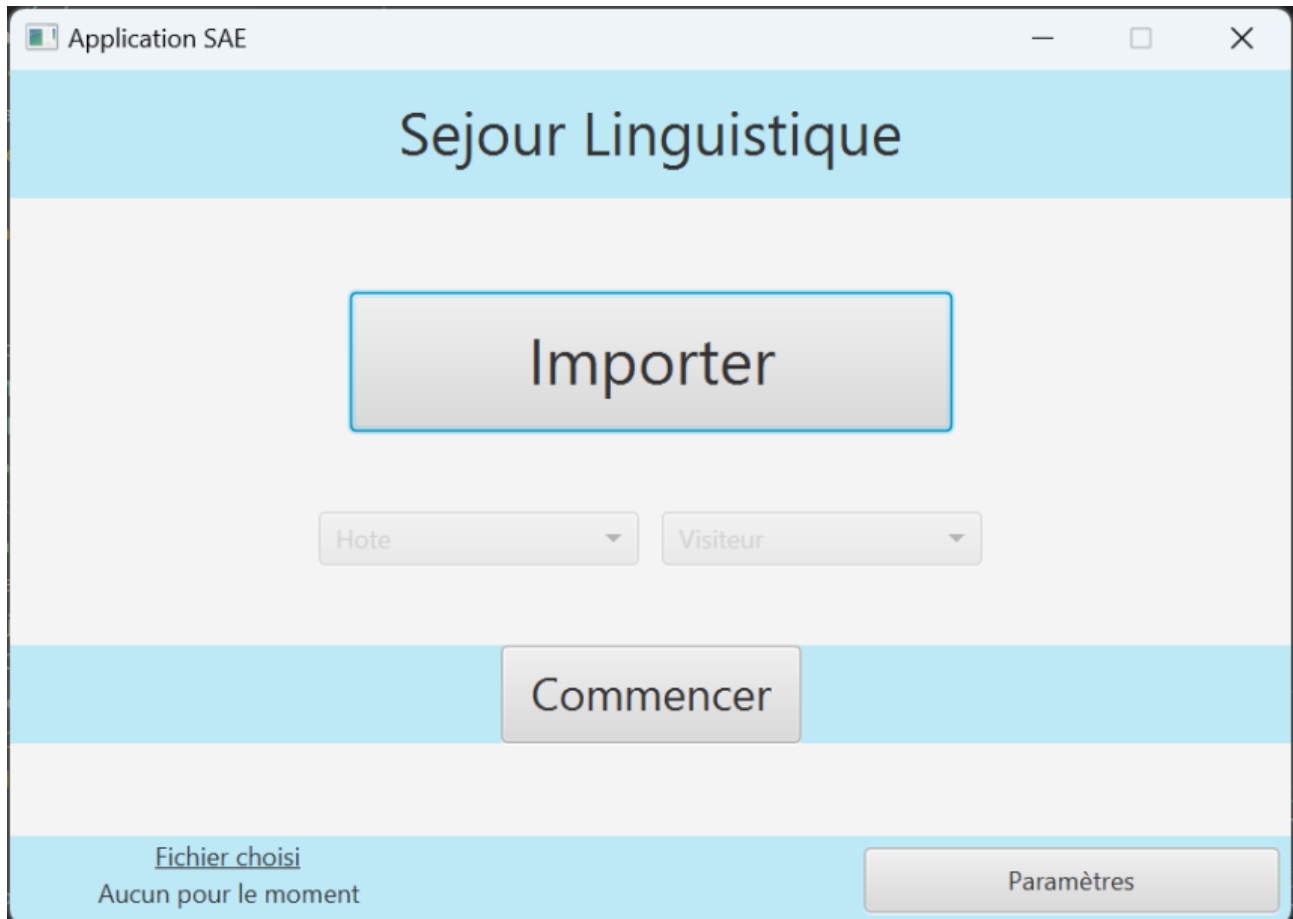 Application SAE
Sejour Linguistique
Importer
Hote
Visiteur
Commencer
Fichier choisi
Aucun pour le moment
Paramètres